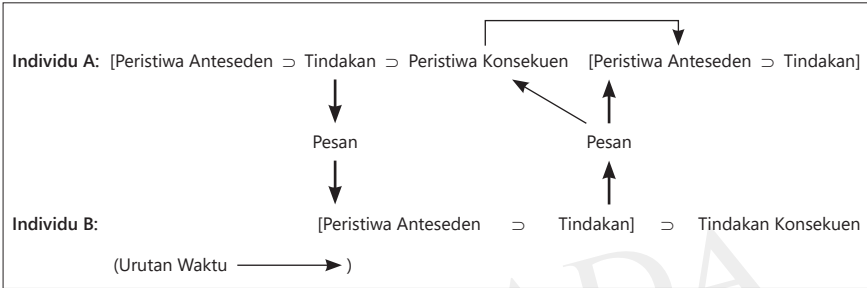 Individu A: [Peristiwa Anteseden ⊃ Tindakan ⊃ Peristiwa Konsekuen [Peristiwa Anteseden ⊃ Tindakan]
Pesan Pesan
Individu B: [Peristiwa Anteseden ⊃ Tindakan] ⊃ Tindakan Konsekuen
(Urutan Waktu )